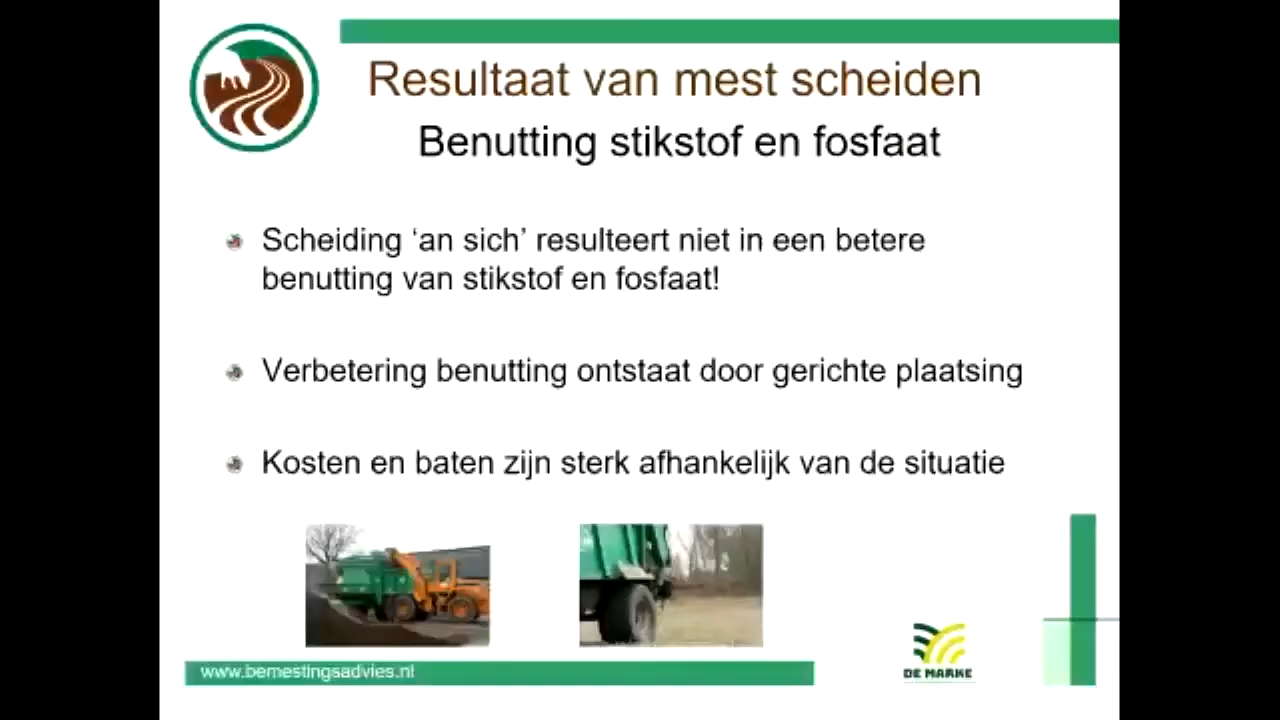 Resultaat van mest scheiden
Benutting stikstof en fosfaat
Scheiding ‘an sich’ resulteert niet in een betere
benutting van stikstof en fosfaat!
Verbetering benutting ontstaat door gerichte plaatsing
Kosten en baten zijn sterk afhankelijk van de situatie
www.bemestingsadvies.nl
DE MARKE